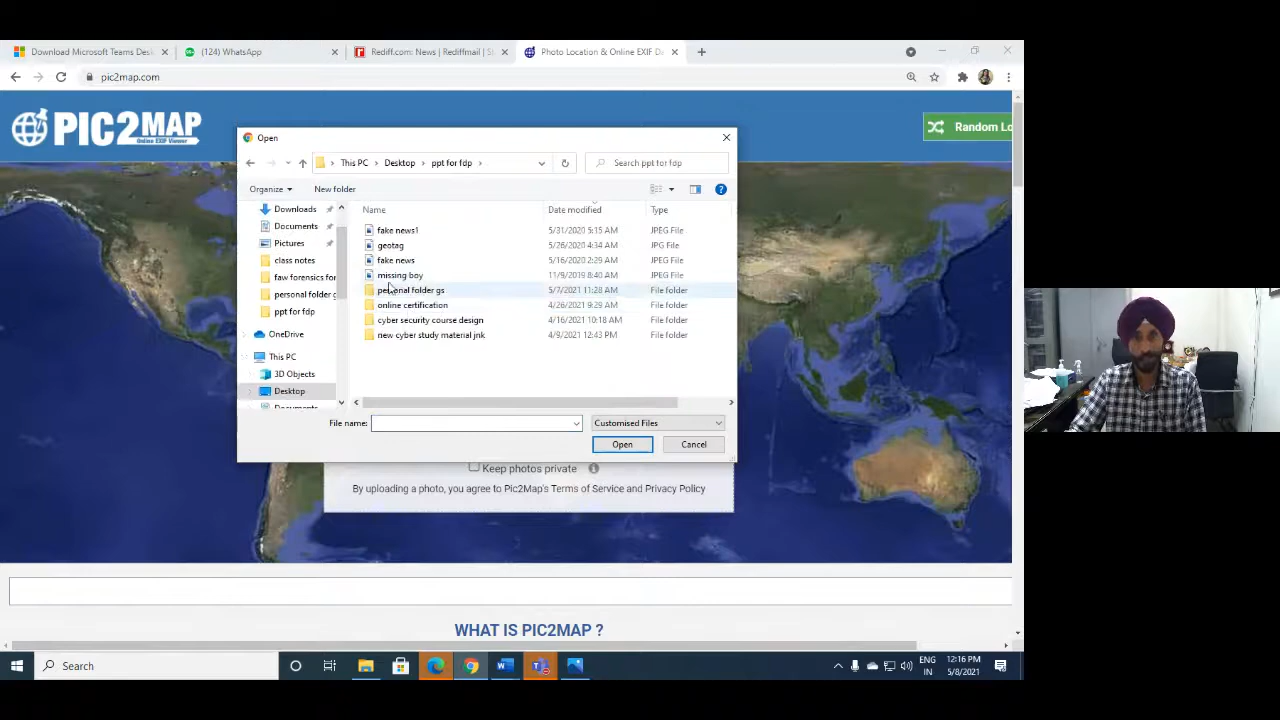 Download Microsoft Teams Des
(124) WhatsApp
Rediff.com: News | Rediffmail | S
Photo Location & Online EXIF Da
pic2map.com
PIC2MAP
Online EXIF Viewer
Random Lo
Open
This PC > Desktop > ppt for fdp >
Search ppt for fdp
Organize
New folder
Name Date modified Type
Downloads
Documents
Pictures
class notes
faw forensics for
personal folder g
ppt for fdp
OneDrive
This PC
3D Objects
Desktop
Documents
fake news1 5/31/2020 5:15 AM JPEG File
geotag 5/26/2020 4:34 AM JPG File
fake news 5/16/2020 2:29 AM JPEG File
missing boy 11/9/2019 8:40 AM JPEG File
personal folder gs 5/7/2021 11:28 AM File folder
online certification 4/26/2021 9:29 AM File folder
cyber security course design 4/16/2021 10:18 AM File folder
new cyber study material jnk 4/9/2021 12:43 PM File folder
File name:
Customised Files
Open
Cancel
Keep photos private
By uploading a photo, you agree to Pic2Map's Terms of Service and Privacy Policy
WHAT IS PIC2MAP ?
Search
ENG
IN
12:16 PM
5/8/2021